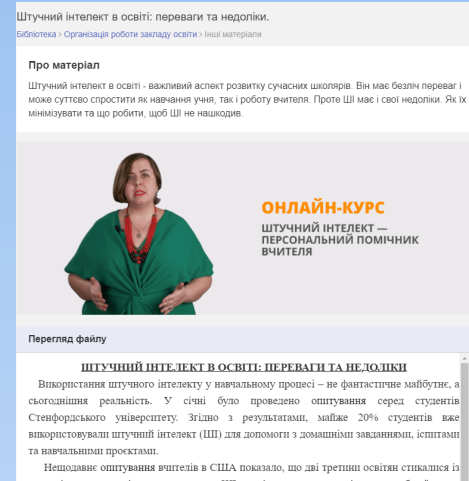 Штучний інтелект в освіті: переваги та недоліки.
Бібліотека › Організація роботи закладу освіти › Інші матеріали
Про матеріал
Штучний інтелект в освіті - важливий аспект розвитку сучасних школярів. Він має безліч переваг і
може суттєво спростити як навчання учня, так і роботу вчителя. Проте ШІ має і свої недоліки. Як їх
мінімізувати та що робити, щоб ШІ не нашкодив.
ОНЛАЙН-КУРС
ШТУЧНИЙ ІНТЕЛЕКТ —
ПЕРСОНАЛЬНИЙ ПОМІЧНИК
ВЧИТЕЛЯ
Перегляд файлу
ШТУЧНИЙ ІНТЕЛЕКТ В ОСВІТІ: ПЕРЕВАГИ ТА НЕДОЛІКИ
Використання штучного інтелекту у навчальному процесі – не фантастичне майбутнє, а
сьогоднішня реальність. У січні було проведено опитування серед студентів
Стенфордського університету. Згідно з результатами, майже 20% студентів вже
використовували штучний інтелект (ШІ) для допомоги з домашніми завданнями, іспитами
та навчальними проєктами.
Нещодавнє опитування вчителів в США показало, що дві третини освітян стикалися із